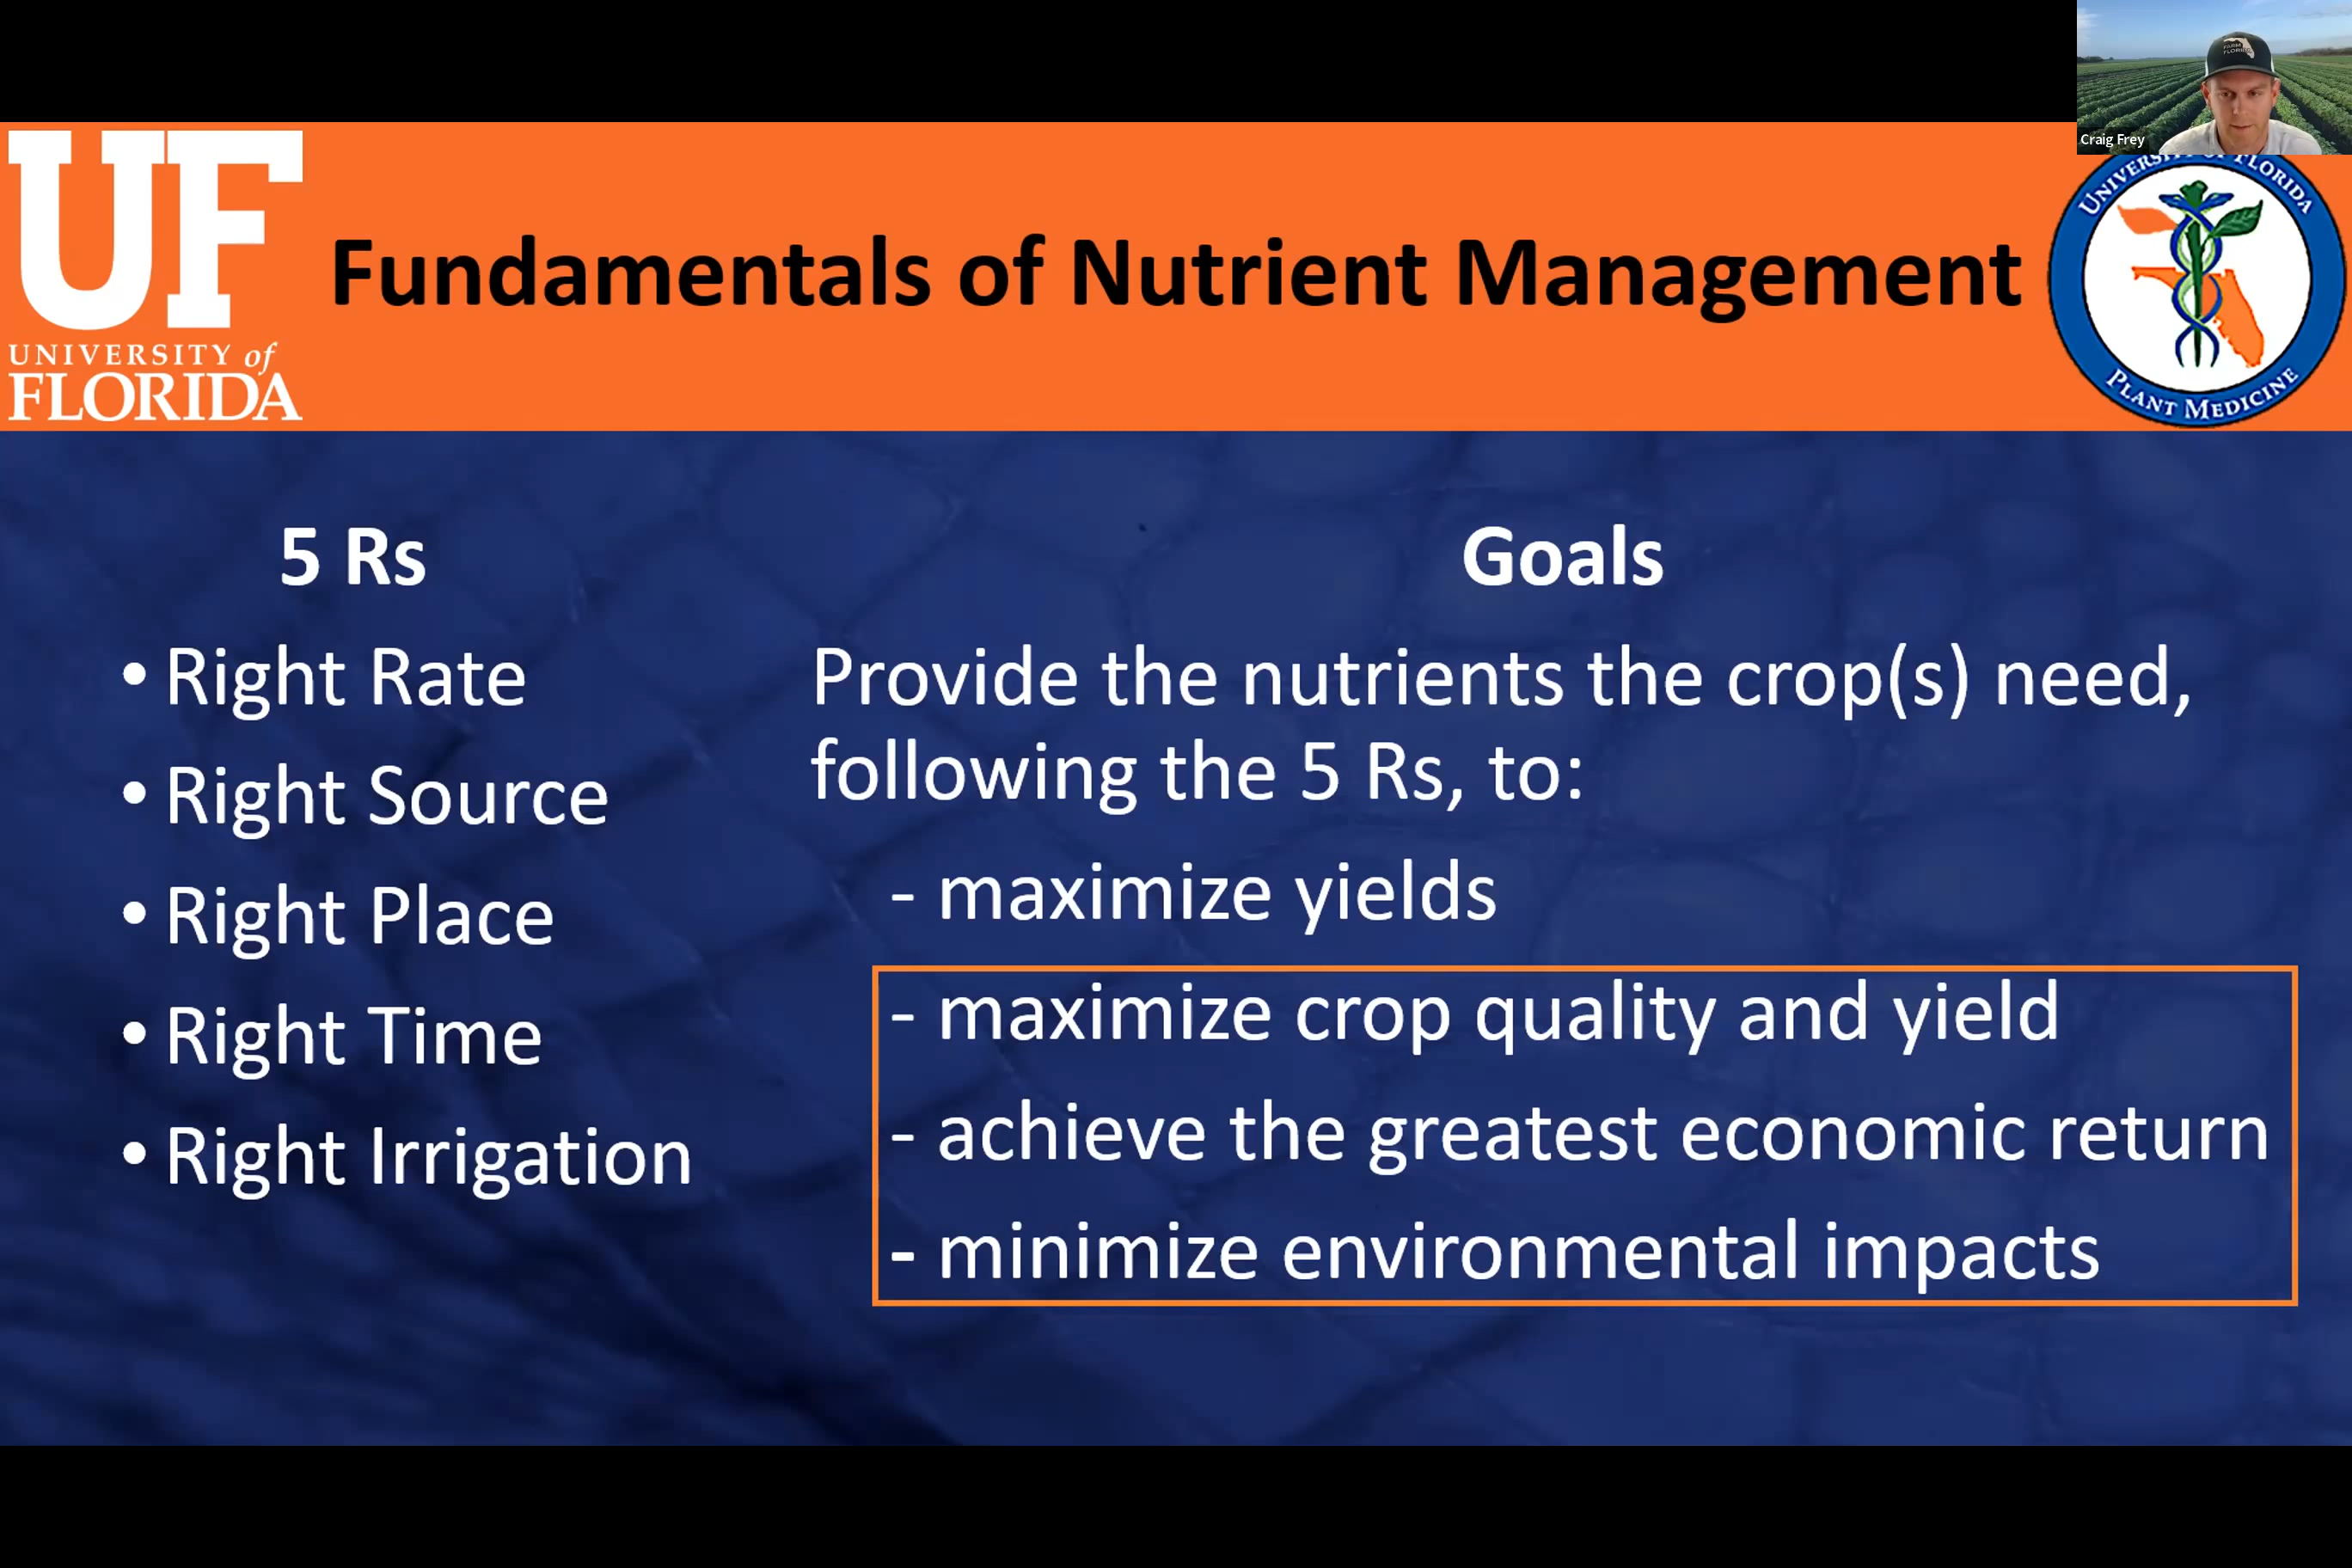 Craig Frey
FARM
FLORIDA
UF
UNIVERSITY of
FLORIDA
Fundamentals of Nutrient Management
UNIVERSITY OF FLORIDA
PLANT MEDICINE
5 Rs
• Right Rate
• Right Source
• Right Place
• Right Time
• Right Irrigation
Goals
Provide the nutrients the crop(s) need,
following the 5 Rs, to:
- maximize yields
- maximize crop quality and yield
- achieve the greatest economic return
- minimize environmental impacts